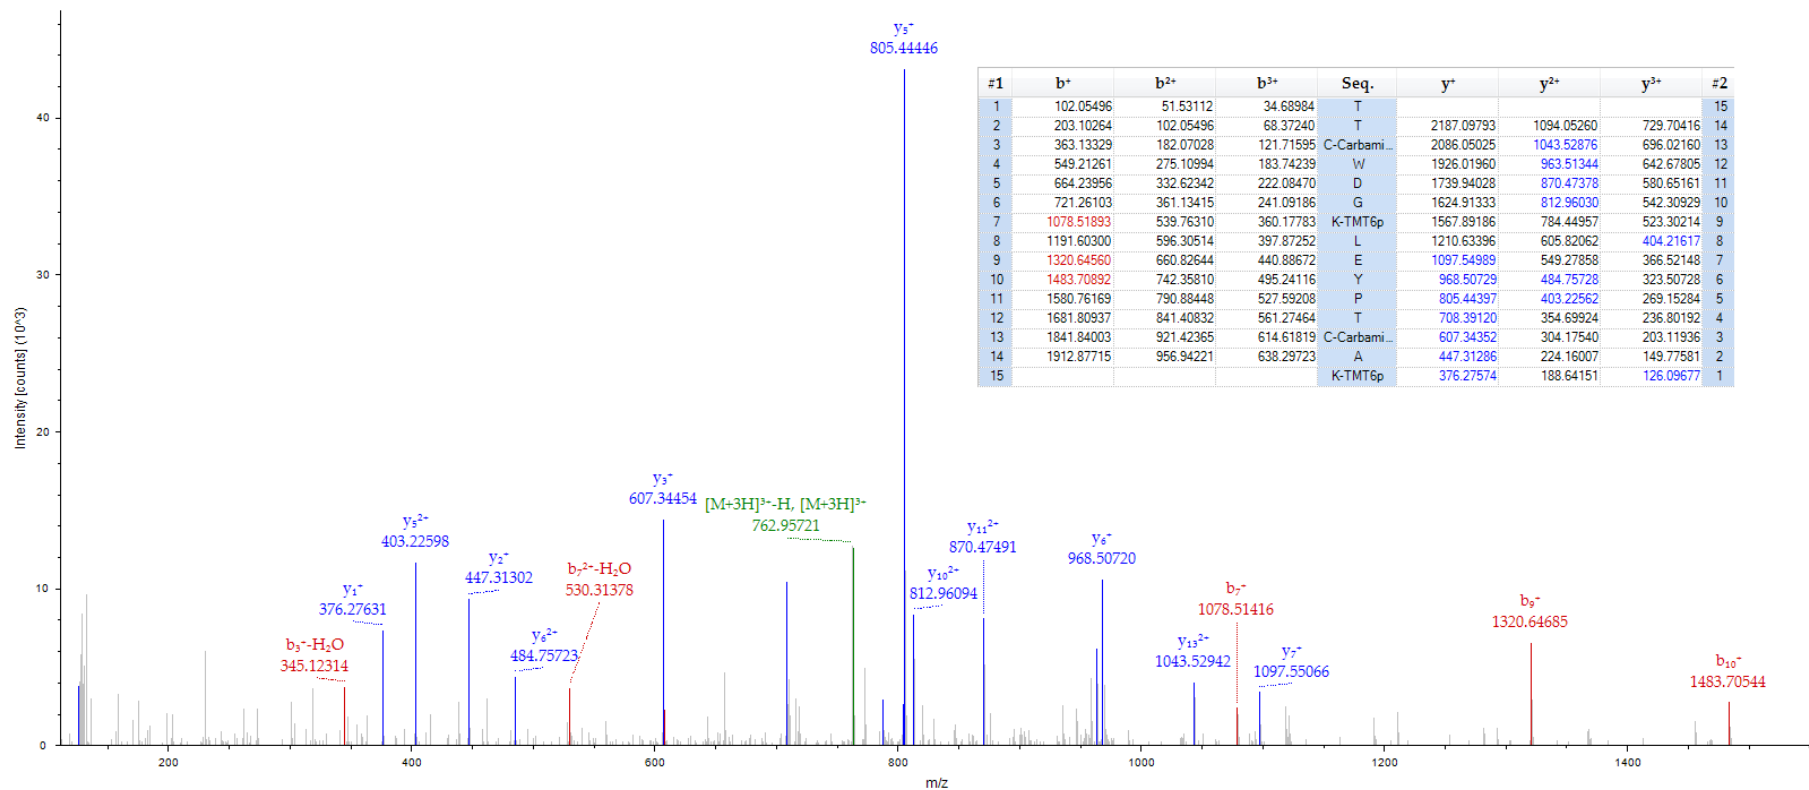 y₅⁺
805.44446
#1 b⁺ b²⁺ b³⁺ Seq. y⁺ y²⁺ y³⁺ #2
1 102.05496 51.53112 34.68984 T 15
2 203.10264 102.05496 68.37240 T 2187.09793 1094.05260 729.70416 14
3 363.13329 182.07028 121.71595 C-Carbami... 2086.05025 1043.52876 696.02160 13
4 549.21261 275.10994 183.74239 W 1926.01960 963.51344 642.67805 12
5 664.23956 332.62342 222.08470 D 1739.94028 870.47378 580.65161 11
6 721.26103 361.13415 241.09186 G 1624.91333 812.96030 542.30929 10
7 1078.51893 539.76310 360.17783 K-TMT6p 1567.89186 784.44957 523.30214 9
8 1191.60300 596.30514 397.87252 L 1210.63396 605.82062 404.21617 8
9 1320.64560 660.82644 440.88672 E 1097.54989 549.27858 366.52148 7
10 1483.70892 742.35810 495.24116 Y 968.50729 484.75728 323.50728 6
11 1580.76169 790.88448 527.59208 P 805.44397 403.22562 269.15284 5
12 1681.80937 841.40832 561.27464 T 708.39120 354.69924 236.80192 4
13 1841.84003 921.42365 614.61819 C-Carbami... 607.34352 304.17540 203.11936 3
14 1912.87715 956.94221 638.29723 A 447.31286 224.16007 149.77581 2
15 K-TMT6p 376.27574 188.64151 126.09677 1
Intensity [counts] (10^3)
40
30
20
10
0
y₁⁺
376.27631
b₃⁺-H₂O
345.12314
y₅²⁺
403.22598
y₂⁺
447.31302
y₆²⁺
484.75723
b₇²⁺-H₂O
530.31378
y₃⁺
607.34454
[M+3H]³⁺-H, [M+3H]³⁺
762.95721
y₁₀²⁺
812.96094
y₁₁²⁺
870.47491
y₆⁺
968.50720
y₁₃²⁺
1043.52942
b₇⁺
1078.51416
y₇⁺
1097.55066
b₉⁺
1320.64685
b₁₀⁺
1483.70544
200 400 600 800 1000 1200 1400
m/z